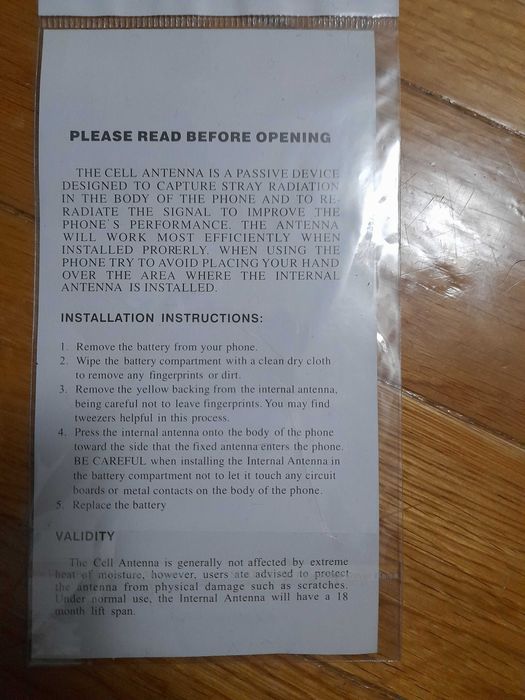 PLEASE READ BEFORE OPENING
THE CELL ANTENNA IS A PASSIVE DEVICE
DESIGNED TO CAPTURE STRAY RADIATION
IN THE BODY OF THE PHONE AND TO RE-
RADIATE THE SIGNAL TO IMPROVE THE
PHONE'S PERFORMANCE. THE ANTENNA
WILL WORK MOST EFFICIENTLY WHEN
INSTALLED PRORERLY. WHEN USING THE
PHONE TRY TO AVOID PLACING YOUR HAND
OVER THE AREA WHERE THE INTERNAL
ANTENNA IS INSTALLED.
INSTALLATION INSTRUCTIONS:
1. Remove the battery from your phone.
2. Wipe the battery compartment with a clean dry cloth
to remove any fingerprints or dirt.
3. Remove the yellow backing from the internal antenna,
being careful not to leave fingerprints. You may find
tweezers helpful in this process.
4. Press the internal antenna onto the body of the phone
toward the side that the fixed antenna enters the phone.
BE CAREFUL when installing the Internal Antenna in
the battery compartment not to let it touch any circuit
boards or metal contacts on the body of the phone.
5. Replace the battery
VALIDITY
The Cell Antenna is generally not affected by extreme
heat of moisture, however, users ate advised to protect
the antenna from physical damage such as scratches.
Under normal use, the Internal Antenna will have a 18
month lift span.